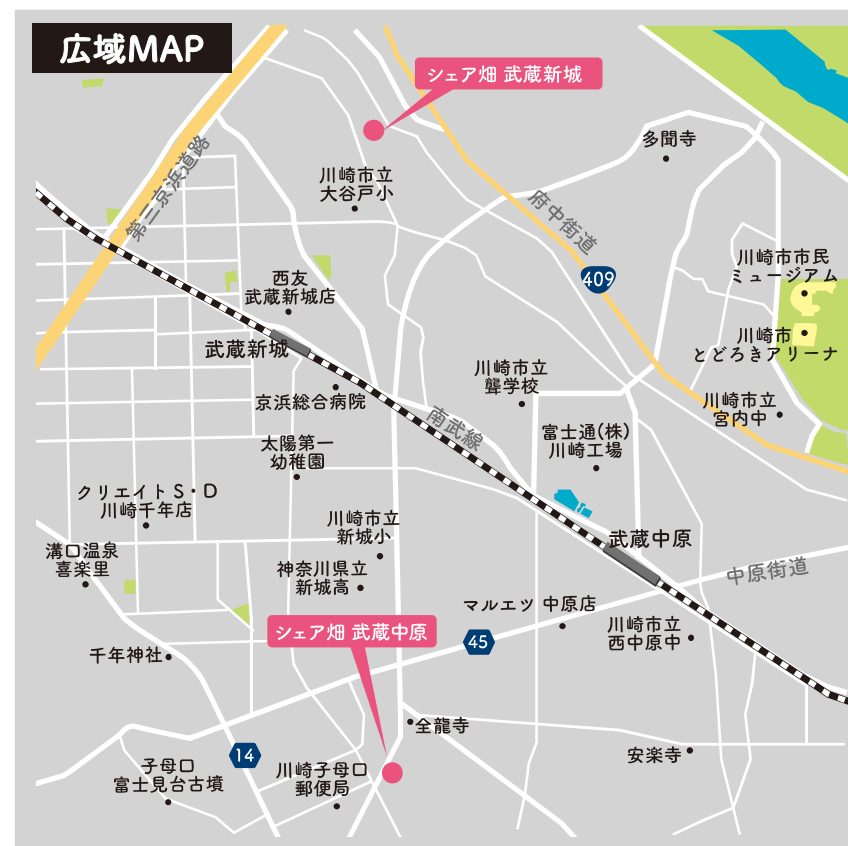 広域MAP
シェア畑 武蔵新城
多聞寺
第三京浜道路
川崎市立
大谷戸小
府中街道
409
川崎市市民
ミュージアム
西友
武蔵新城店
川崎市
とどろきアリーナ
武蔵新城
川崎市立
聾学校
京浜総合病院
川崎市立
宮内中
南武線
富士通(株)
川崎工場
太陽第一
幼稚園
クリエイトS・D
川崎千年店
川崎市立
新城小
武蔵中原
溝口温泉
喜楽里
神奈川県立
新城高
中原街道
マルエツ 中原店
シェア畑 武蔵中原
45
川崎市立
西中原中
千年神社
全龍寺
14
安楽寺
子母口
富士見台古墳
川崎子母口
郵便局